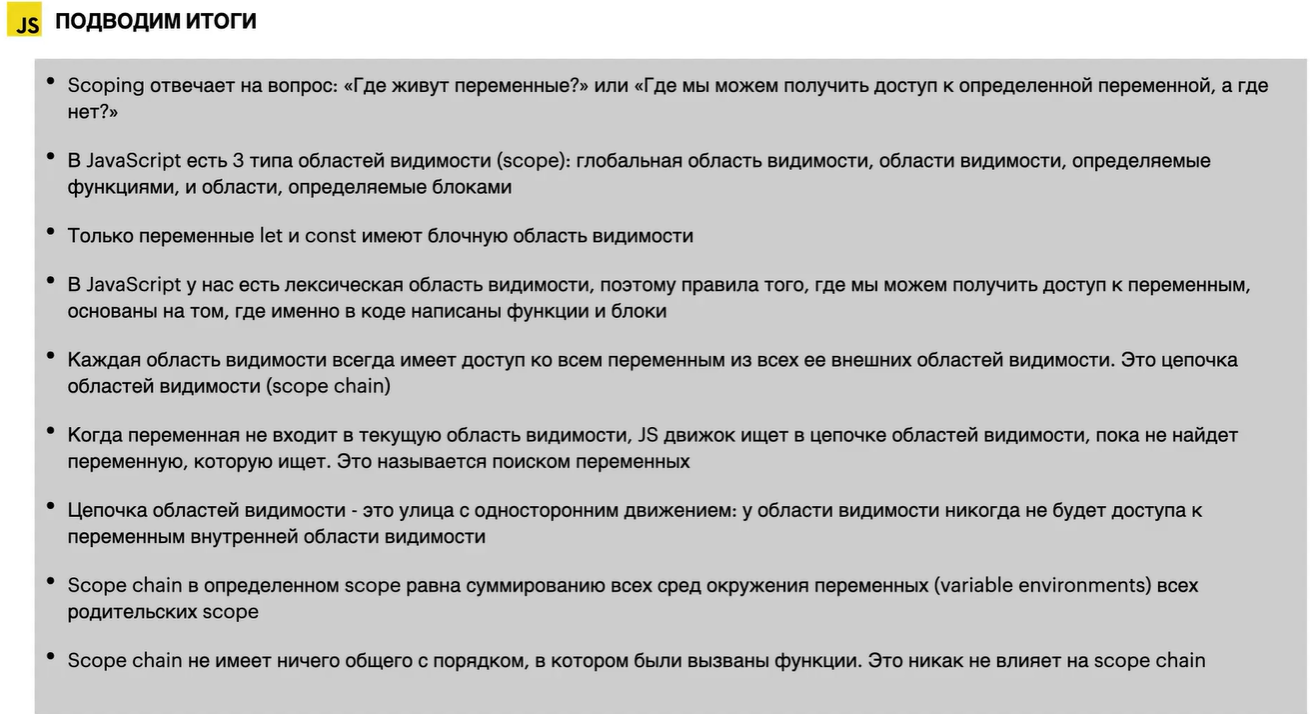 JS ПОДВОДИМ ИТОГИ
• Scoping отвечает на вопрос: «Где живут переменные?» или «Где мы можем получить доступ к определенной переменной, а где
нет?»
• В JavaScript есть 3 типа областей видимости (scope): глобальная область видимости, области видимости, определяемые
функциями, и области, определяемые блоками
• Только переменные let и const имеют блочную область видимости
• В JavaScript у нас есть лексическая область видимости, поэтому правила того, где мы можем получить доступ к переменным,
основаны на том, где именно в коде написаны функции и блоки
• Каждая область видимости всегда имеет доступ ко всем переменным из всех ее внешних областей видимости. Это цепочка
областей видимости (scope chain)
• Когда переменная не входит в текущую область видимости, JS движок ищет в цепочке областей видимости, пока не найдет
переменную, которую ищет. Это называется поиском переменных
• Цепочка областей видимости - это улица с односторонним движением: у области видимости никогда не будет доступа к
переменным внутренней области видимости
• Scope chain в определенном scope равна суммированию всех сред окружения переменных (variable environments) всех
родительских scope
• Scope chain не имеет ничего общего с порядком, в котором были вызваны функции. Это никак не влияет на scope chain